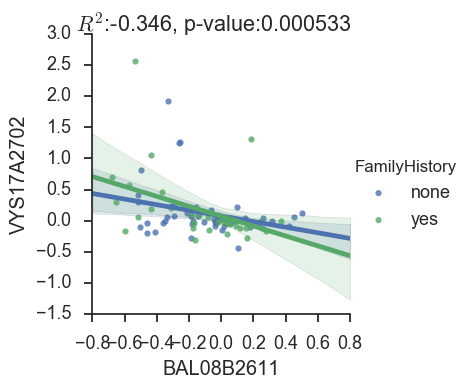 R²:-0.346, p-value:0.000533
3.0
2.5
2.0
1.5
1.0
0.5
0.0
−0.5
−1.0
−1.5
VYS17A2702
−0.8 −0.6 −0.4 −0.2 0.0 0.2 0.4 0.6 0.8
BAL08B2611
FamilyHistory
none
yes